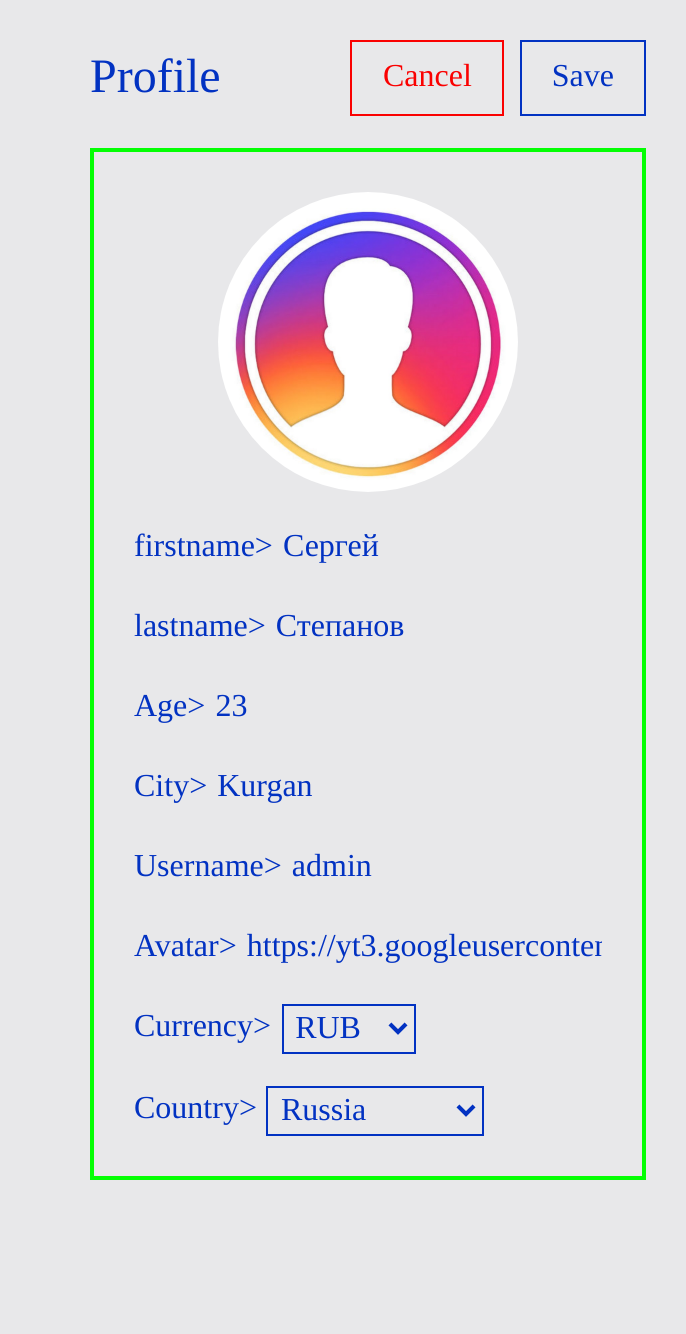 Profile Cancel Save
firstname> Сергей
lastname> Степанов
Age> 23
City> Kurgan
Username> admin
Avatar> https://yt3.googleuserconten
Currency> RUB
Country> Russia